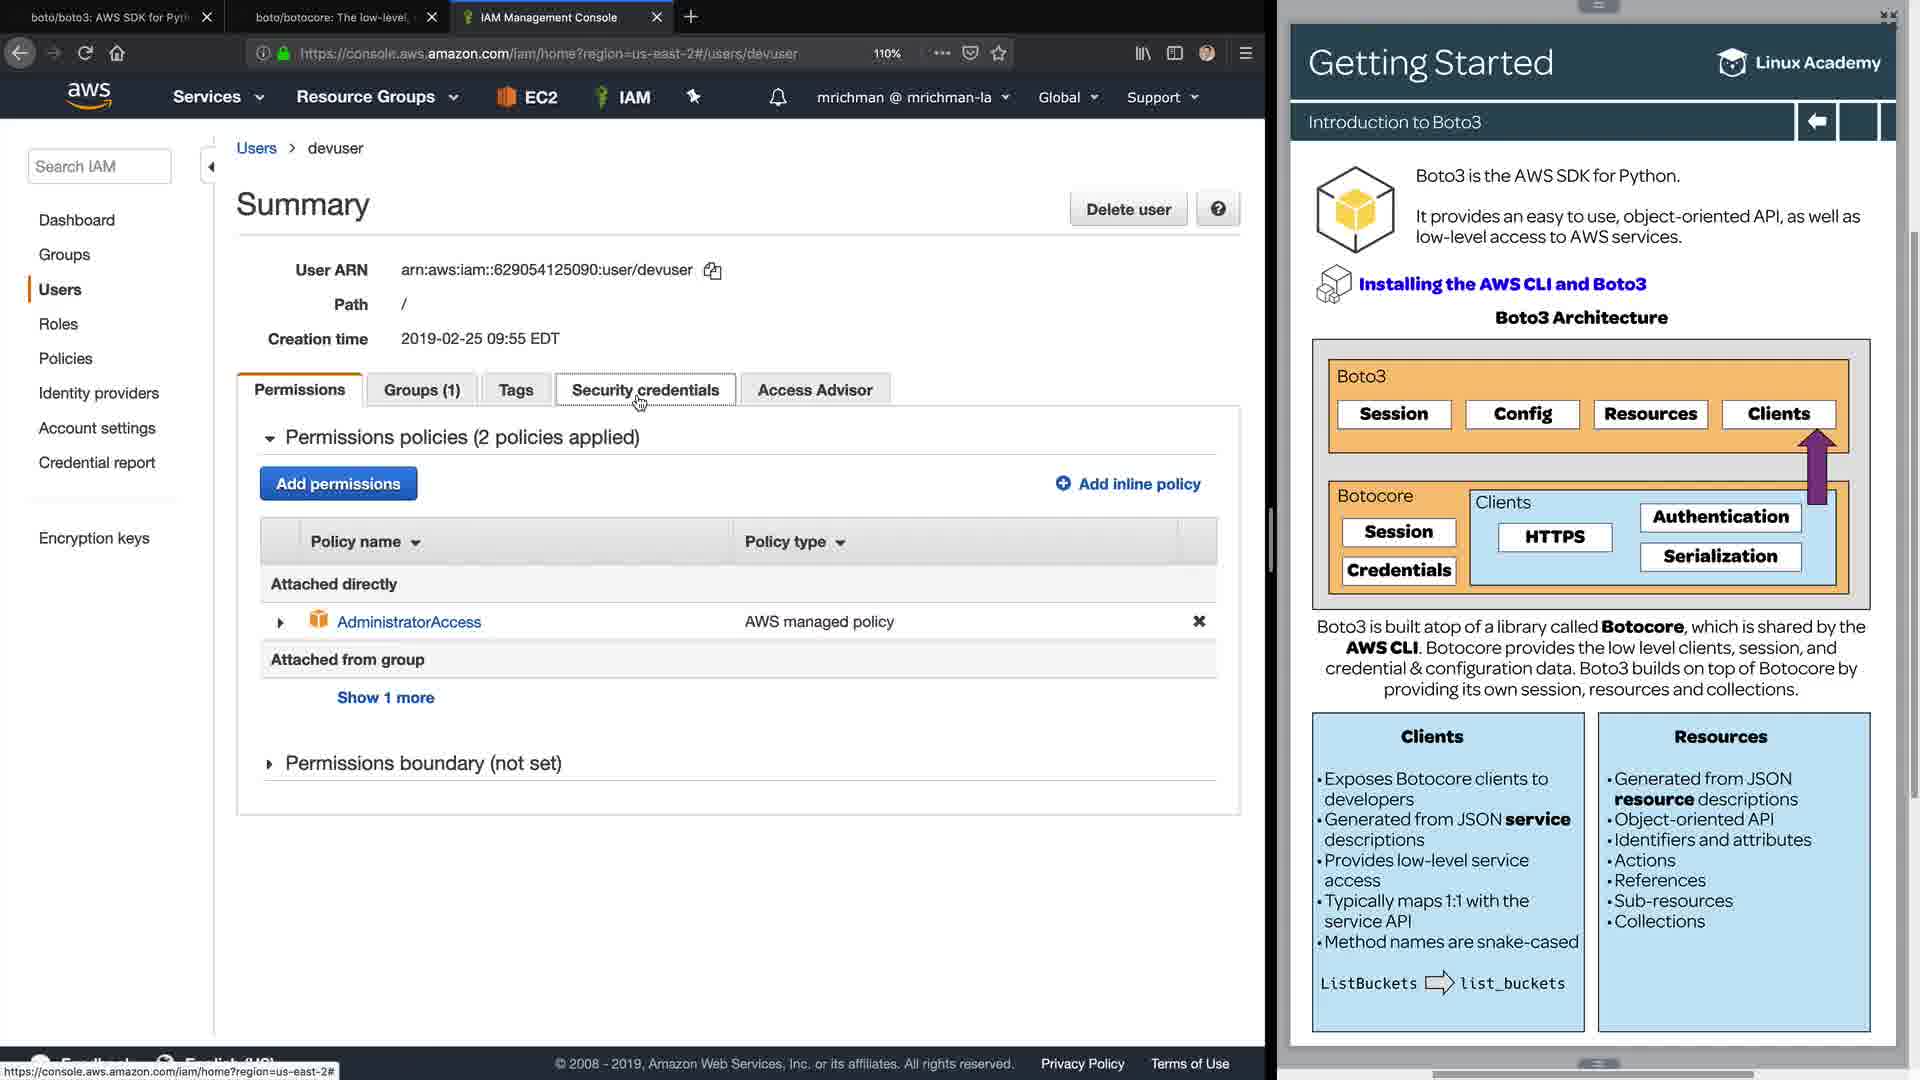 boto/boto3: AWS SDK for Pyth
boto/botocore: The low-level,
IAM Management Console
https://console.aws.amazon.com/iam/home?region=us-east-2#/users/devuser
110%
aws
Services
Resource Groups
EC2
IAM
mrichman @ mrichman-la
Global
Support
Search IAM
Dashboard
Groups
Users
Roles
Policies
Identity providers
Account settings
Credential report
Encryption keys
Users > devuser
Summary
Delete user
User ARN arn:aws:iam::629054125090:user/devuser
Path /
Creation time 2019-02-25 09:55 EDT
Permissions
Groups (1)
Tags
Security credentials
Access Advisor
Permissions policies (2 policies applied)
Add permissions
Add inline policy
Policy name
Policy type
Attached directly
AdministratorAccess AWS managed policy
Attached from group
Show 1 more
Permissions boundary (not set)
English (US)
© 2008 - 2019, Amazon Web Services, Inc. or its affiliates. All rights reserved.
Privacy Policy
Terms of Use
https://console.aws.amazon.com/iam/home?region=us-east-2#
Getting Started
Linux Academy
Introduction to Boto3
Boto3 is the AWS SDK for Python.
It provides an easy to use, object-oriented API, as well as
low-level access to AWS services.
Installing the AWS CLI and Boto3
Boto3 Architecture
Boto3
Session
Config
Resources
Clients
Botocore
Session
Credentials
Clients
HTTPS
Authentication
Serialization
Boto3 is built atop of a library called Botocore, which is shared by the
AWS CLI. Botocore provides the low level clients, session, and
credential & configuration data. Boto3 builds on top of Botocore by
providing its own session, resources and collections.
Clients
•Exposes Botocore clients to
developers
•Generated from JSON service
descriptions
•Provides low-level service
access
•Typically maps 1:1 with the
service API
•Method names are snake-cased
ListBuckets list_buckets
Resources
•Generated from JSON
resource descriptions
•Object-oriented API
•Identifiers and attributes
•Actions
•References
•Sub-resources
•Collections